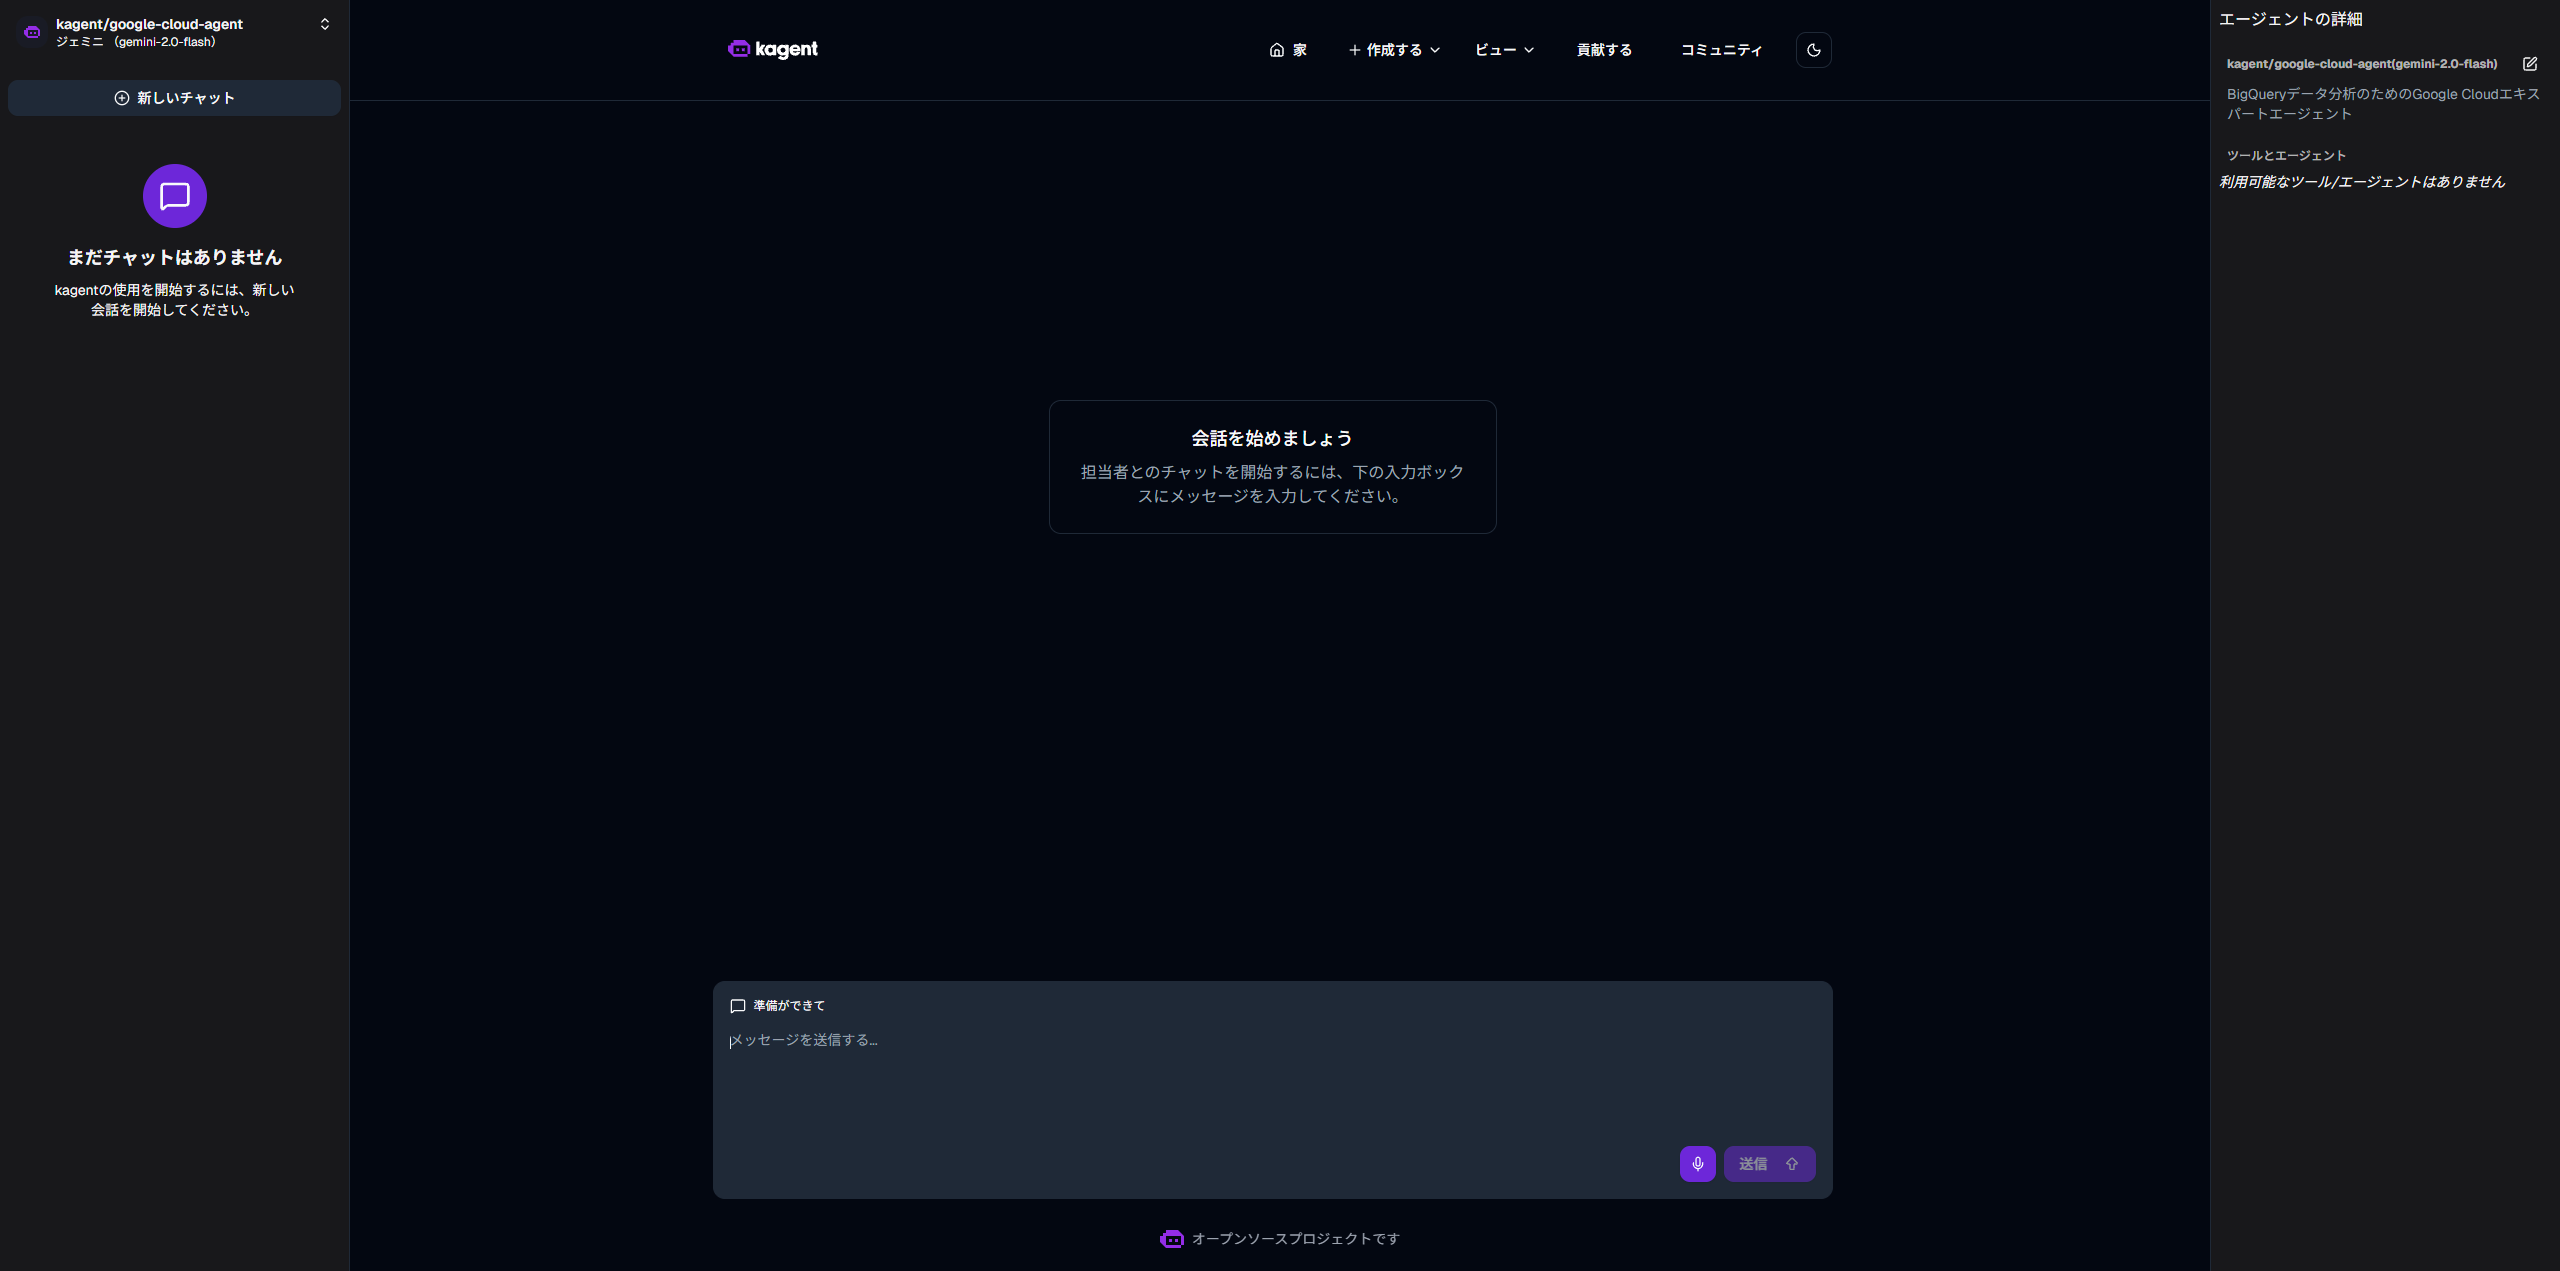 kagent/google-cloud-agent
ジェミニ （gemini-2.0-flash）
新しいチャット
まだチャットはありません
kagentの使用を開始するには、新しい
会話を開始してください。
kagent
家
作成する
ビュー
貢献する
コミュニティ
会話を始めましょう
担当者とのチャットを開始するには、下の入力ボック
スにメッセージを入力してください。
準備ができて
メッセージを送信する...
送信
オープンソースプロジェクトです
エージェントの詳細
kagent/google-cloud-agent(gemini-2.0-flash)
BigQueryデータ分析のためのGoogle Cloudエキス
パートエージェント
ツールとエージェント
利用可能なツール/エージェントはありません